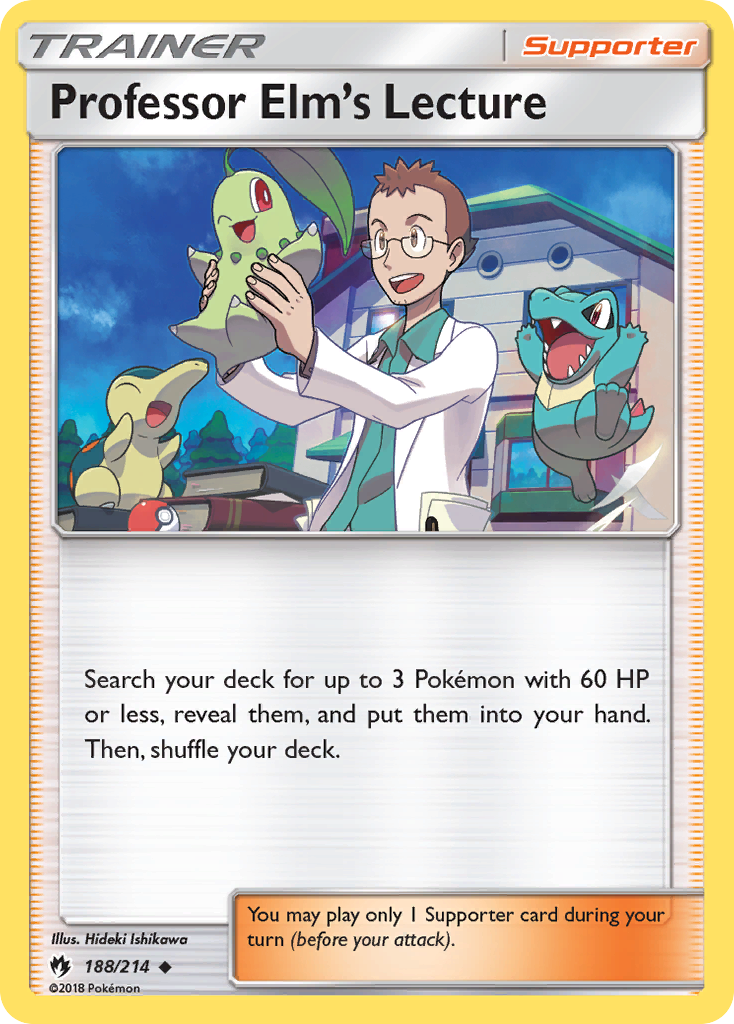 TRAINER
Supporter
Professor Elm's Lecture
Search your deck for up to 3 Pokémon with 60 HP
or less, reveal them, and put them into your hand.
Then, shuffle your deck.
You may play only 1 Supporter card during your
turn (before your attack).
Illus. Hideki Ishikawa
188/214
©2018 Pokémon